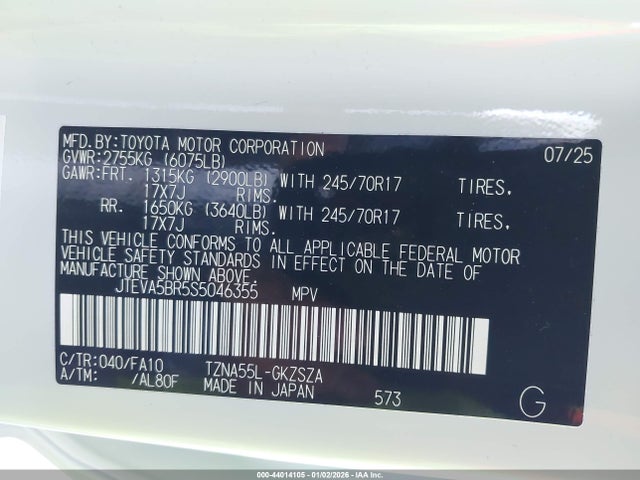 MFD.BY:TOYOTA MOTOR CORPORATION 07/25
GVWR:2755KG (6075LB)
GAWR:FRT. 1315KG (2900LB) WITH 245/70R17 TIRES,
17X7J RIMS.
RR. 1650KG (3640LB) WITH 245/70R17 TIRES,
17X7J RIMS.
THIS VEHICLE CONFORMS TO ALL APPLICABLE FEDERAL MOTOR
VEHICLE SAFETY STANDARDS IN EFFECT ON THE DATE OF
MANUFACTURE SHOWN ABOVE.
JTEVA5BR5S5046355 MPV
C/TR:040/FA10 TZNA55L-GKZSZA
A/TM: /AL80F MADE IN JAPAN 573
G
000-44014105 - 01/02/2026 - IAA Inc.